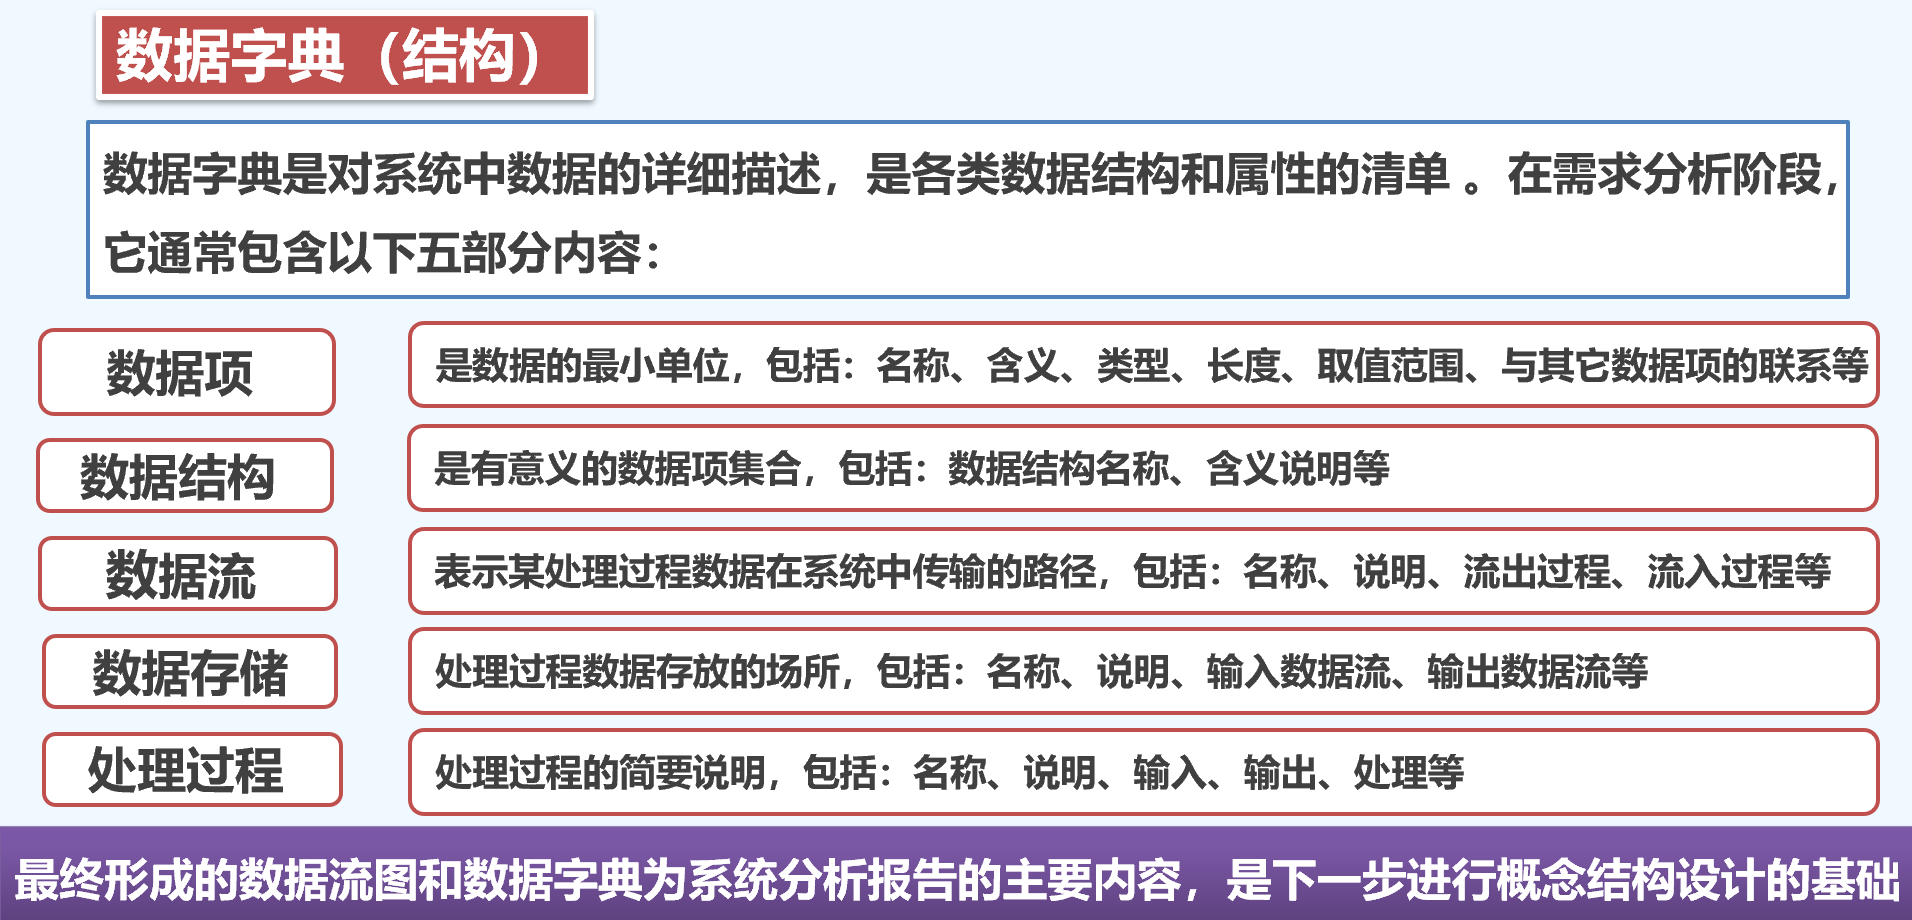 数据字典（结构）
数据字典是对系统中数据的详细描述，是各类数据结构和属性的清单 。在需求分析阶段，
它通常包含以下五部分内容：
数据项
是数据的最小单位，包括：名称、含义、类型、长度、取值范围、与其它数据项的联系等
数据结构
是有意义的数据项集合，包括：数据结构名称、含义说明等
数据流
表示某处理过程数据在系统中传输的路径，包括：名称、说明、流出过程、流入过程等
数据存储
处理过程数据存放的场所，包括：名称、说明、输入数据流、输出数据流等
处理过程
处理过程的简要说明，包括：名称、说明、输入、输出、处理等
最终形成的数据流图和数据字典为系统分析报告的主要内容，是下一步进行概念结构设计的基础